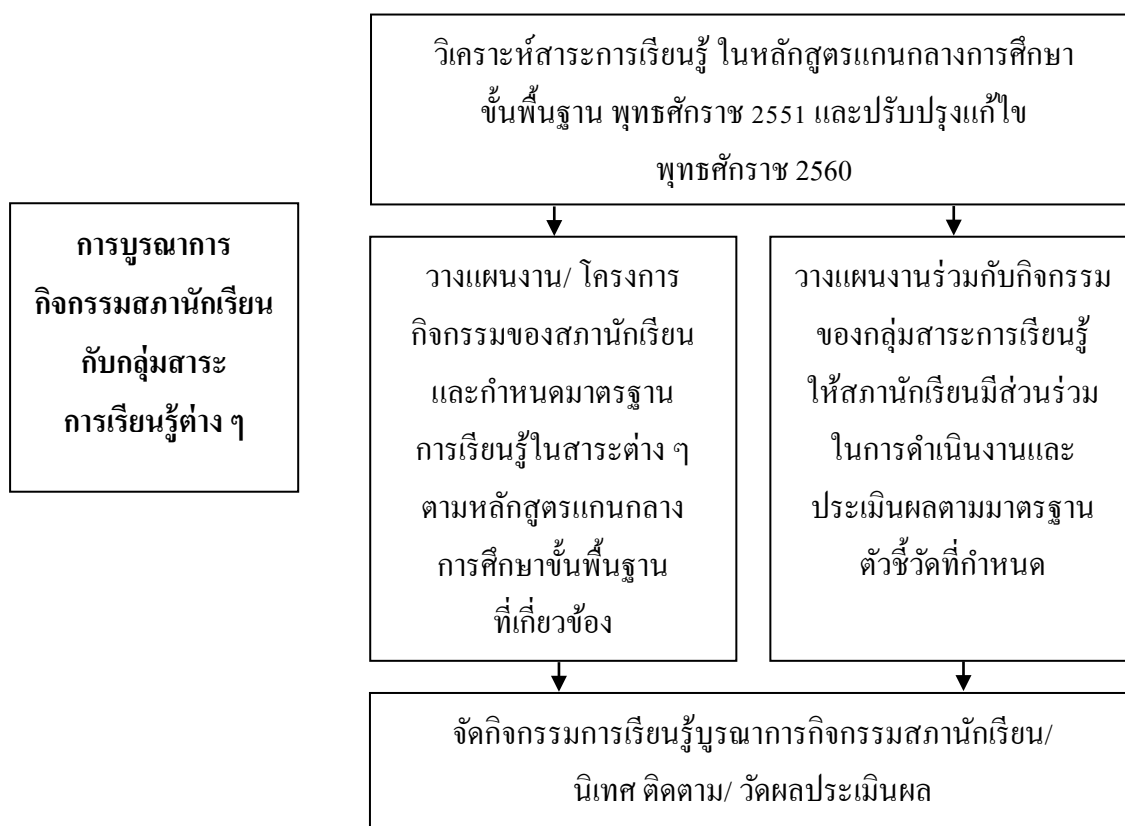 วิเคราะห์สาระการเรียนรู้ ในหลักสูตรแกนกลางการศึกษา
ขั้นพื้นฐาน พุทธศักราช 2551 และปรับปรุงแก้ไข
พุทธศักราช 2560
การบูรณาการ
กิจกรรมสภานักเรียน
กับกลุ่มสาระ
การเรียนรู้ต่าง ๆ
วางแผนงาน/ โครงการ
กิจกรรมของสภานักเรียน
และกำหนดมาตรฐาน
การเรียนรู้ในสาระต่าง ๆ
ตามหลักสูตรแกนกลาง
การศึกษาขั้นพื้นฐาน
ที่เกี่ยวข้อง
วางแผนงานร่วมกับกิจกรรม
ของกลุ่มสาระการเรียนรู้
ให้สภานักเรียนมีส่วนร่วม
ในการดำเนินงานและ
ประเมินผลตามมาตรฐาน
ตัวชี้วัดที่กำหนด
จัดกิจกรรมการเรียนรู้บูรณาการกิจกรรมสภานักเรียน/
นิเทศ ติดตาม/ วัดผลประเมินผล